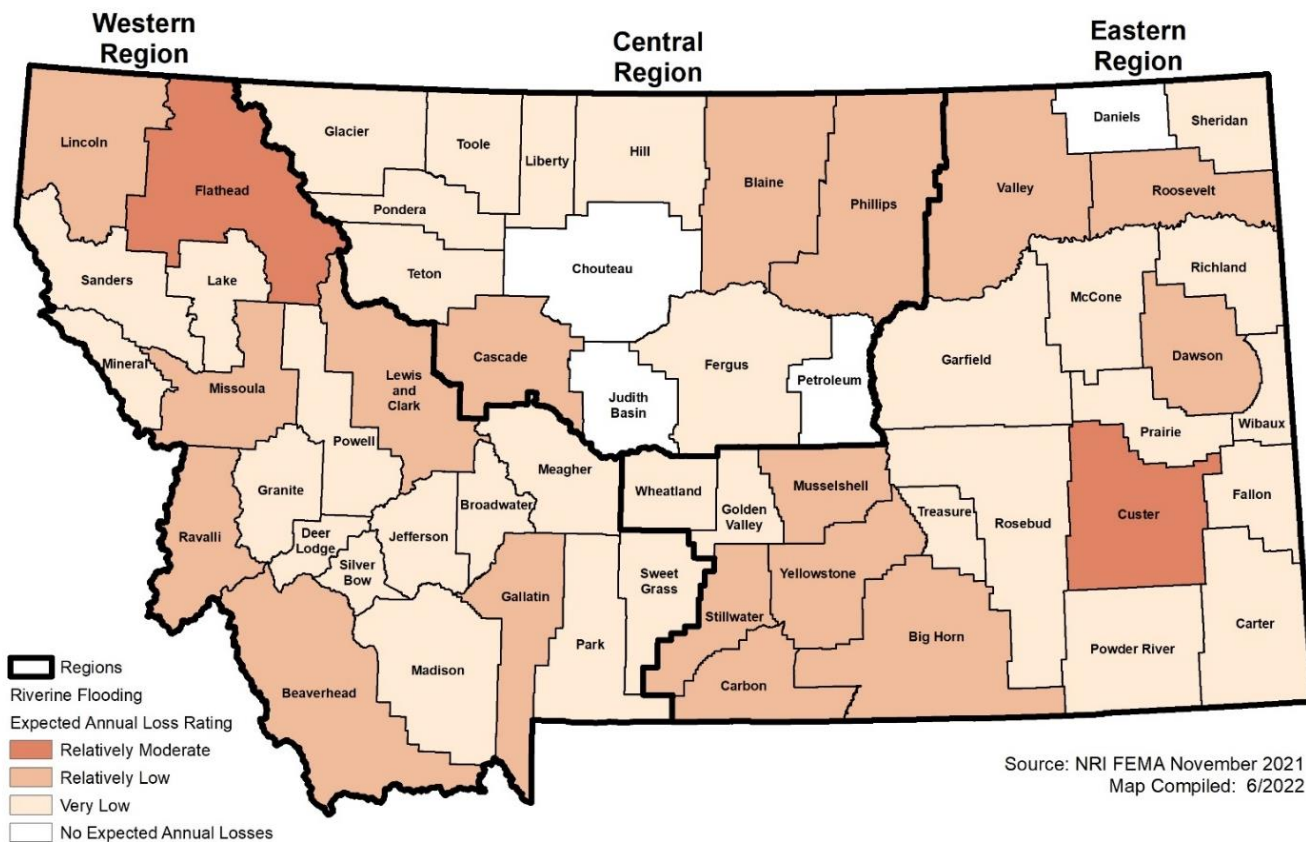 Western
Region
Central
Region
Eastern
Region
Lincoln
Flathead
Glacier
Toole
Liberty
Hill
Blaine
Phillips
Valley
Daniels
Sheridan
Roosevelt
Pondera
Teton
Chouteau
Sanders
Lake
Richland
McCone
Garfield
Dawson
Mineral
Missoula
Lewis
and
Clark
Cascade
Judith
Basin
Fergus
Petroleum
Prairie
Wibaux
Powell
Granite
Ravalli
Deer
Lodge
Silver
Bow
Jefferson
Broadwater
Meagher
Wheatland
Golden
Valley
Musselshell
Treasure
Rosebud
Custer
Fallon
Sweet
Grass
Yellowstone
Stillwater
Big Horn
Gallatin
Park
Carbon
Powder River
Carter
Madison
Beaverhead
Regions
Riverine Flooding
Expected Annual Loss Rating
Relatively Moderate
Relatively Low
Very Low
No Expected Annual Losses
Source: NRI FEMA November 2021
Map Compiled: 6/2022